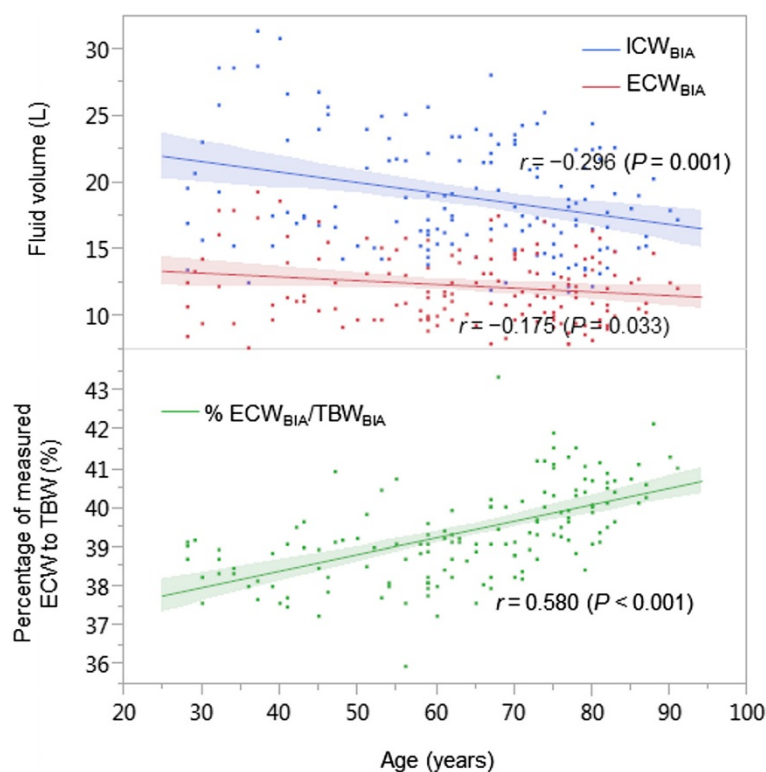 30
25
20
15
10
Fluid volume (L)
ICWBIA
ECWBIA
r = −0.296 (P = 0.001)
r = −0.175 (P = 0.033)
43
42
41
40
39
38
37
36
Percentage of measured
ECW to TBW (%)
% ECWBIA/TBWBIA
r = 0.580 (P < 0.001)
20 30 40 50 60 70 80 90 100
Age (years)